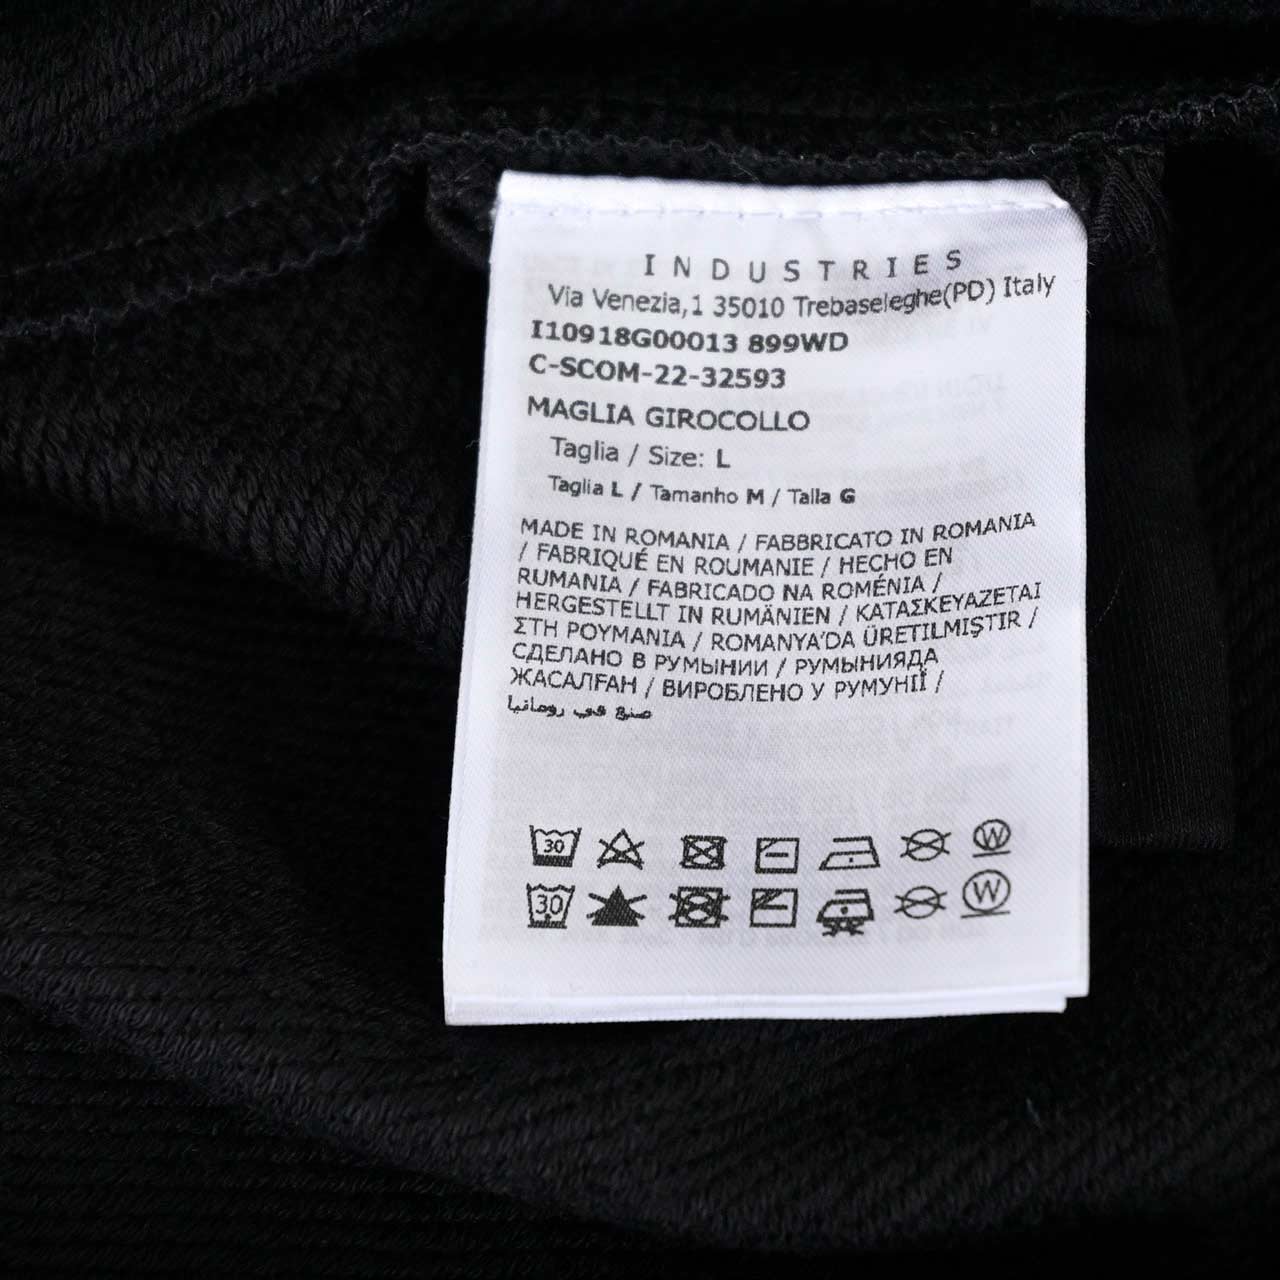 INDUSTRIES
Via Venezia,1 35010 Trebaseleghe(PD) Italy
I10918G00013 899WD
C-SCOM-22-32593
MAGLIA GIROCOLLO
Taglia / Size: L
Taglia L / Tamanho M / Talla G
MADE IN ROMANIA / FABBRICATO IN ROMANIA
/ FABRIQUÉ EN ROUMANIE / HECHO EN
RUMANIA / FABRICADO NA ROMÉNIA /
HERGESTELLT IN RUMÄNIEN / ΚΑΤΑΣΚΕΥΑΖΕΤΑΙ
ΣΤΗ ΡΟΥΜΑΝΙΑ / ROMANYA'DA ÜRETILMIŞTIR /
СДЕЛАНО В РУМЫНИИ / РУМЫНИЯДА
ЖАСАЛҒАН / ВИРОБЛЕНО У РУМУНІЇ /
صنع في رومانيا
30 W
30 W